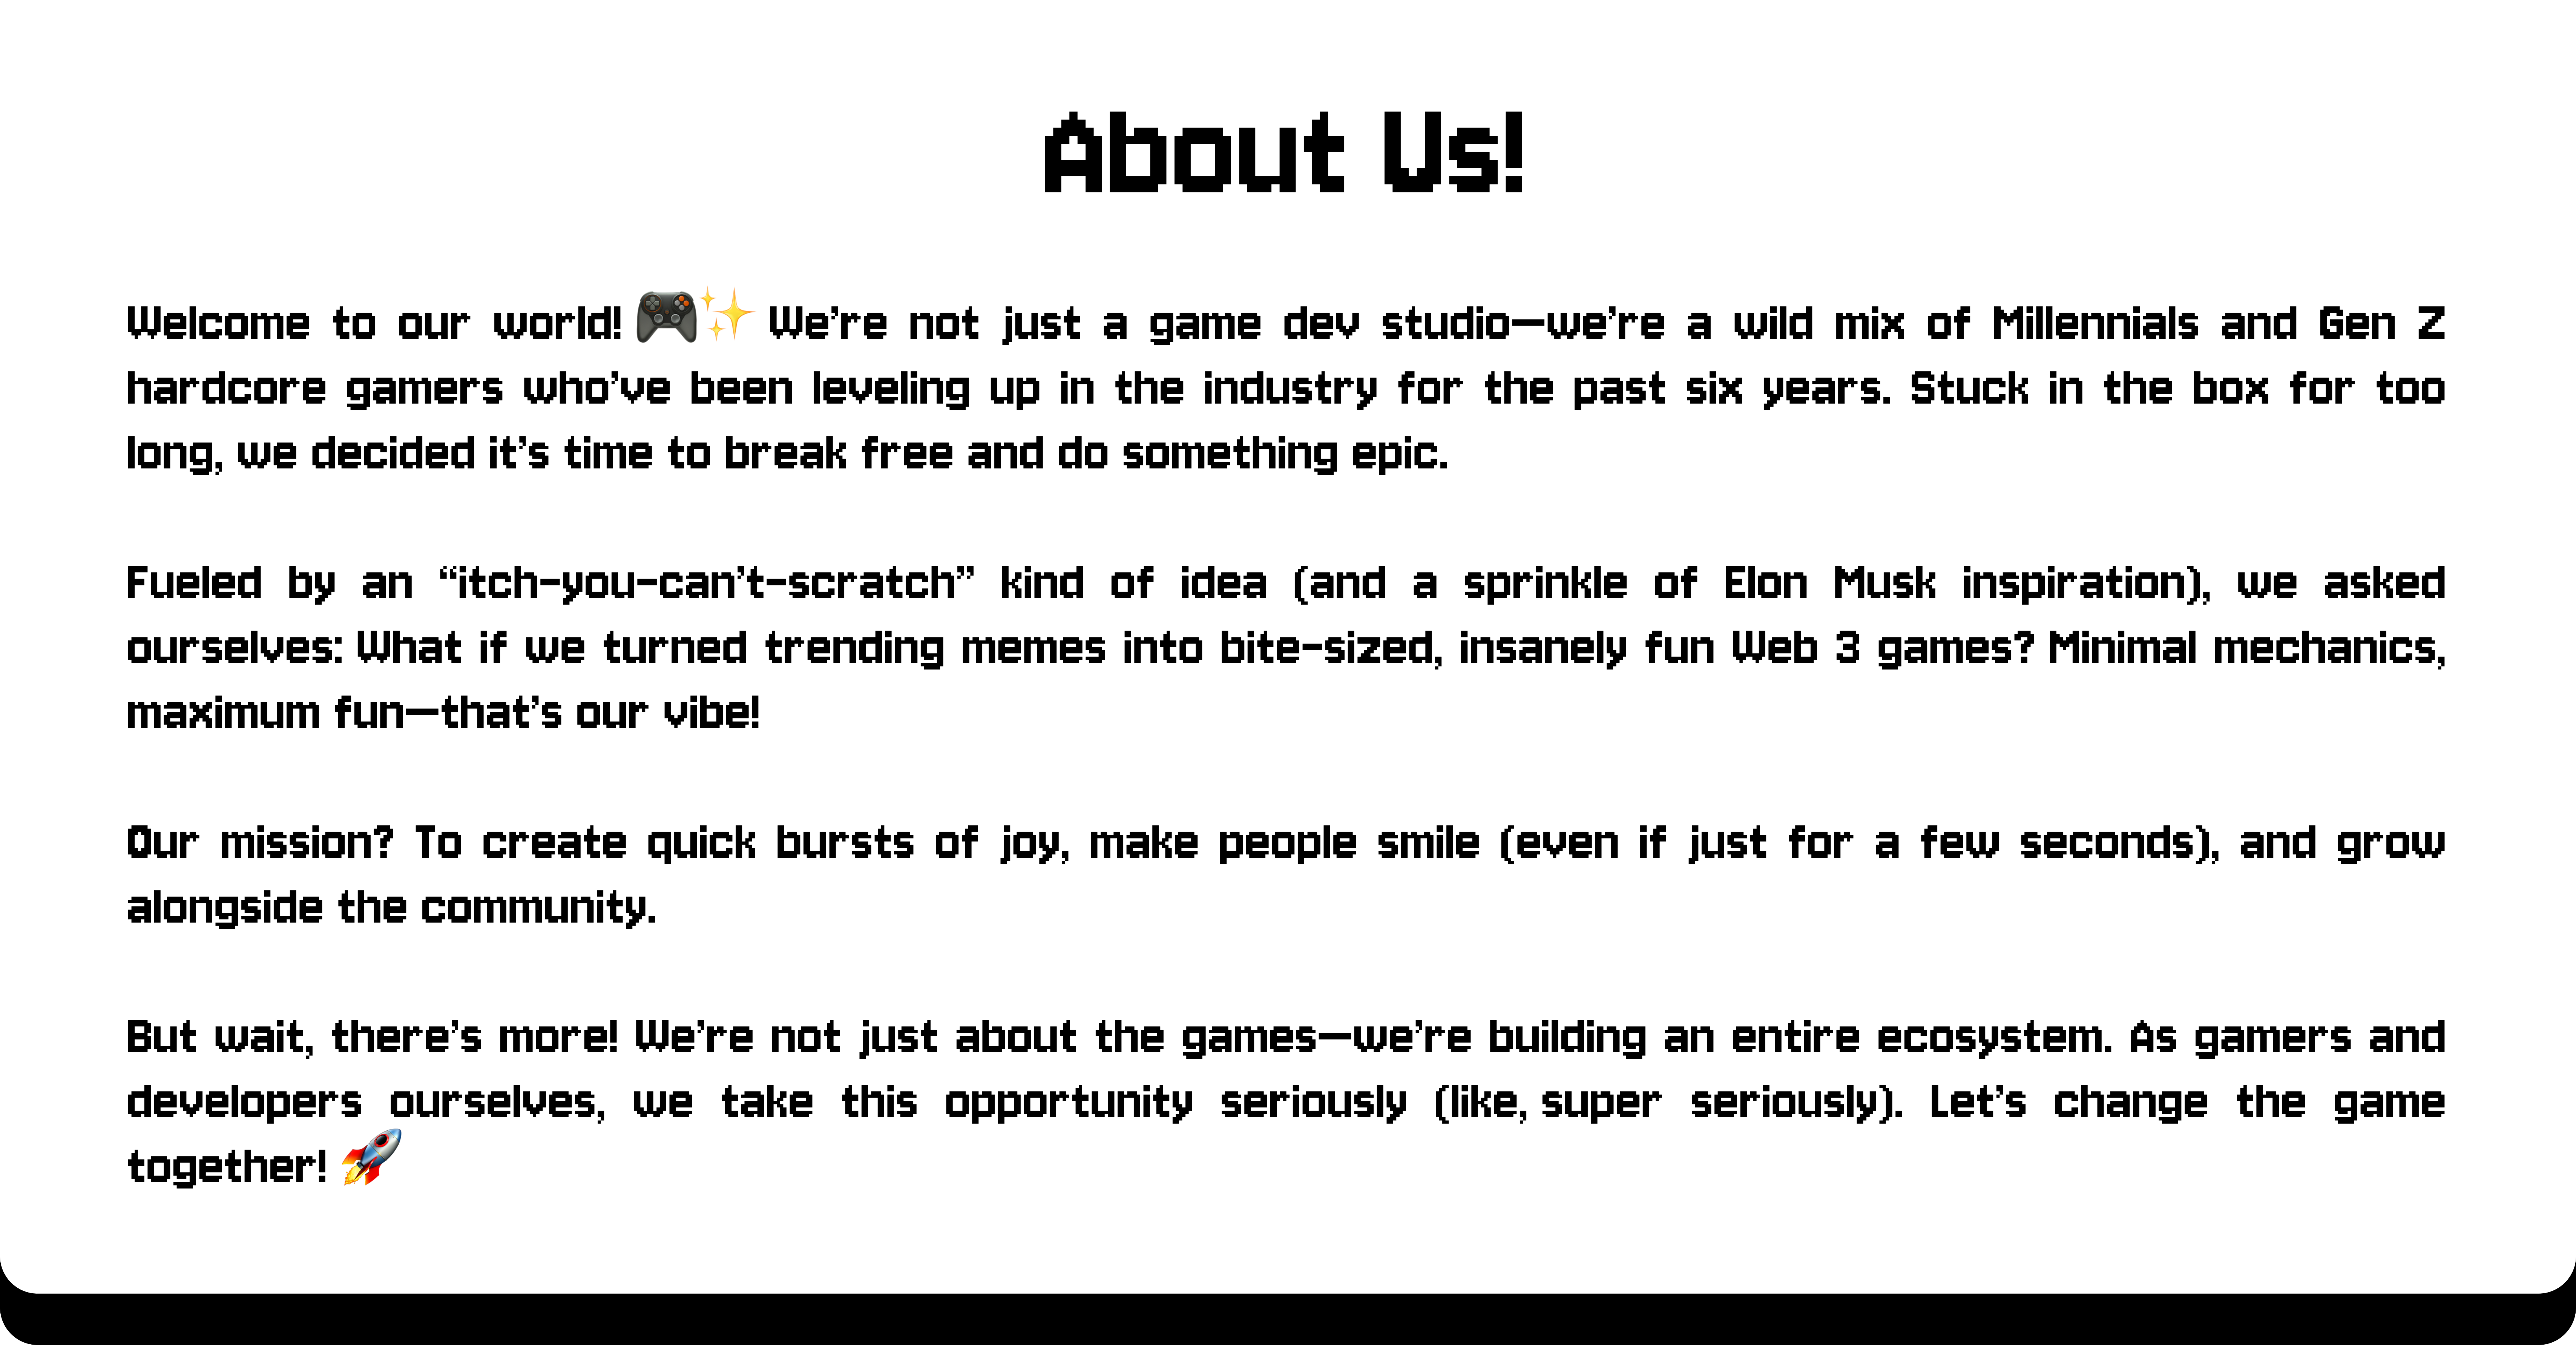 About Us!
Welcome to our world! 🎮✨ We’re not just a game dev studio—we’re a wild mix of Millennials and Gen Z
hardcore gamers who’ve been leveling up in the industry for the past six years. Stuck in the box for too
long, we decided it’s time to break free and do something epic.
Fueled by an “itch-you-can’t-scratch” kind of idea (and a sprinkle of Elon Musk inspiration), we asked
ourselves: What if we turned trending memes into bite-sized, insanely fun Web 3 games? Minimal mechanics,
maximum fun—that’s our vibe!
Our mission? To create quick bursts of joy, make people smile (even if just for a few seconds), and grow
alongside the community.
But wait, there’s more! We’re not just about the games—we’re building an entire ecosystem. As gamers and
developers ourselves, we take this opportunity seriously (like, super seriously). Let’s change the game
together! 🚀